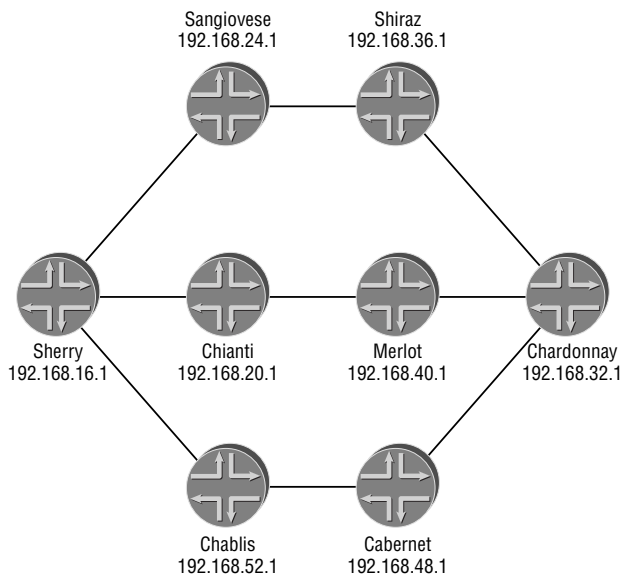 Sangiovese
192.168.24.1
Shiraz
192.168.36.1
Sherry
192.168.16.1
Chianti
192.168.20.1
Merlot
192.168.40.1
Chardonnay
192.168.32.1
Chablis
192.168.52.1
Cabernet
192.168.48.1